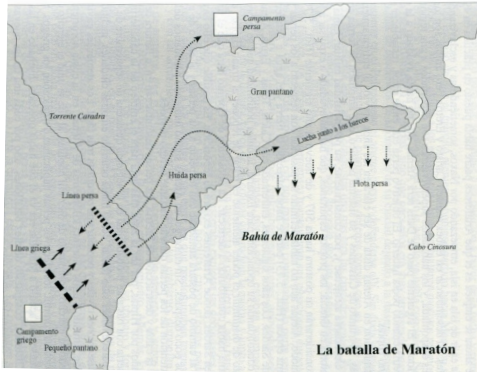 Campamento
persa
Gran pantano
Torrente Caradro
Lucha junto a los barcos
Huida persa
Línea persa
Flota persa
Bahía de Maratón
Línea griega
Cabo Cinosura
Campamento
griego
Pequeño pantano
La batalla de Maratón